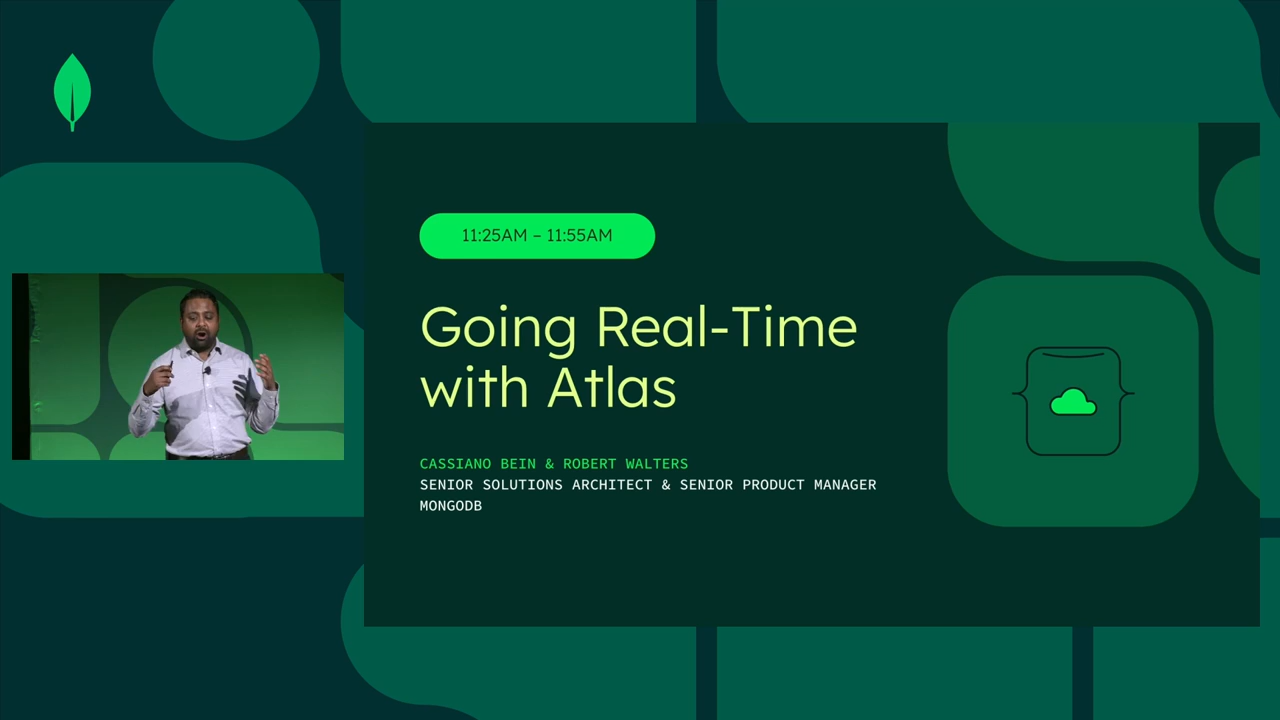 11:25AM – 11:55AM
Going Real-Time
with Atlas
CASSIANO BEIN & ROBERT WALTERS
SENIOR SOLUTIONS ARCHITECT & SENIOR PRODUCT MANAGER
MONGODB